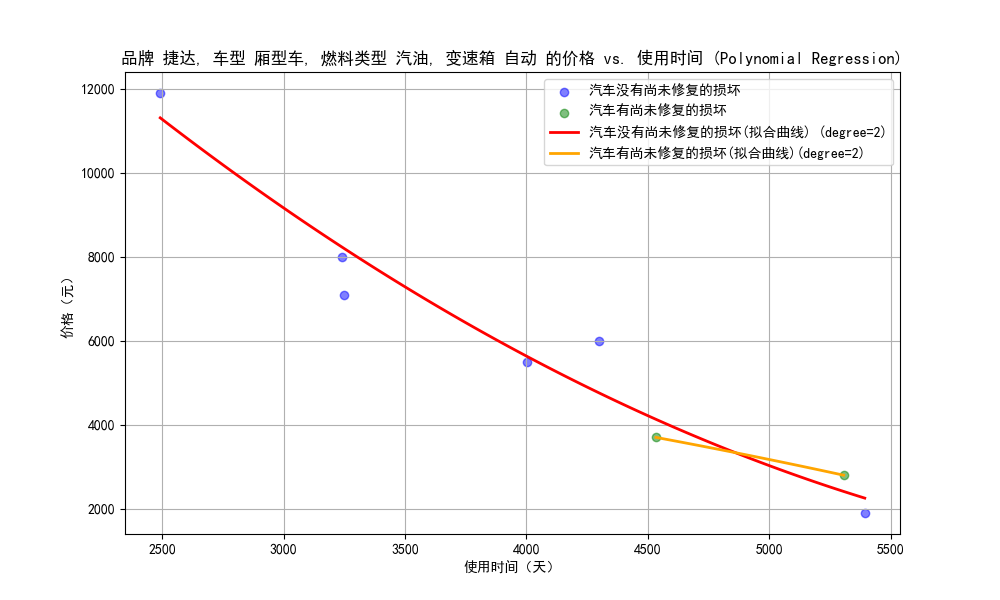 品牌 捷达, 车型 厢型车, 燃料类型 汽油, 变速箱 自动 的价格 vs. 使用时间 (Polynomial Regression)
汽车没有尚未修复的损坏
汽车有尚未修复的损坏
汽车没有尚未修复的损坏(拟合曲线) (degree=2)
汽车有尚未修复的损坏(拟合曲线)(degree=2)
价格（元）
12000
10000
8000
6000
4000
2000
2500 3000 3500 4000 4500 5000 5500
使用时间（天）